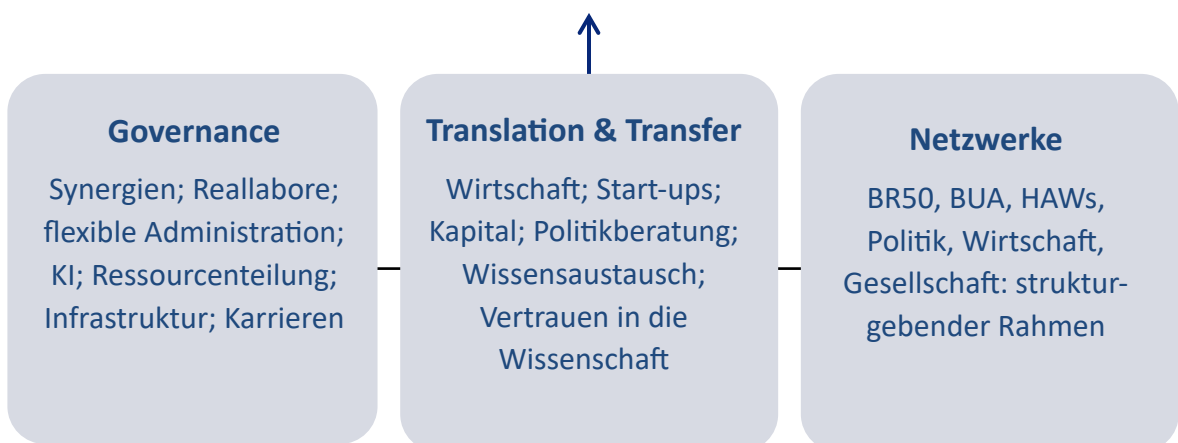 Governance
Synergien; Reallabore;
flexible Administration;
KI; Ressourcenteilung;
Infrastruktur; Karrieren
Translation & Transfer
Wirtschaft; Start-ups;
Kapital; Politikberatung;
Wissensaustausch;
Vertrauen in die
Wissenschaft
Netzwerke
BR50, BUA, HAWs,
Politik, Wirtschaft,
Gesellschaft: struktur-
gebender Rahmen